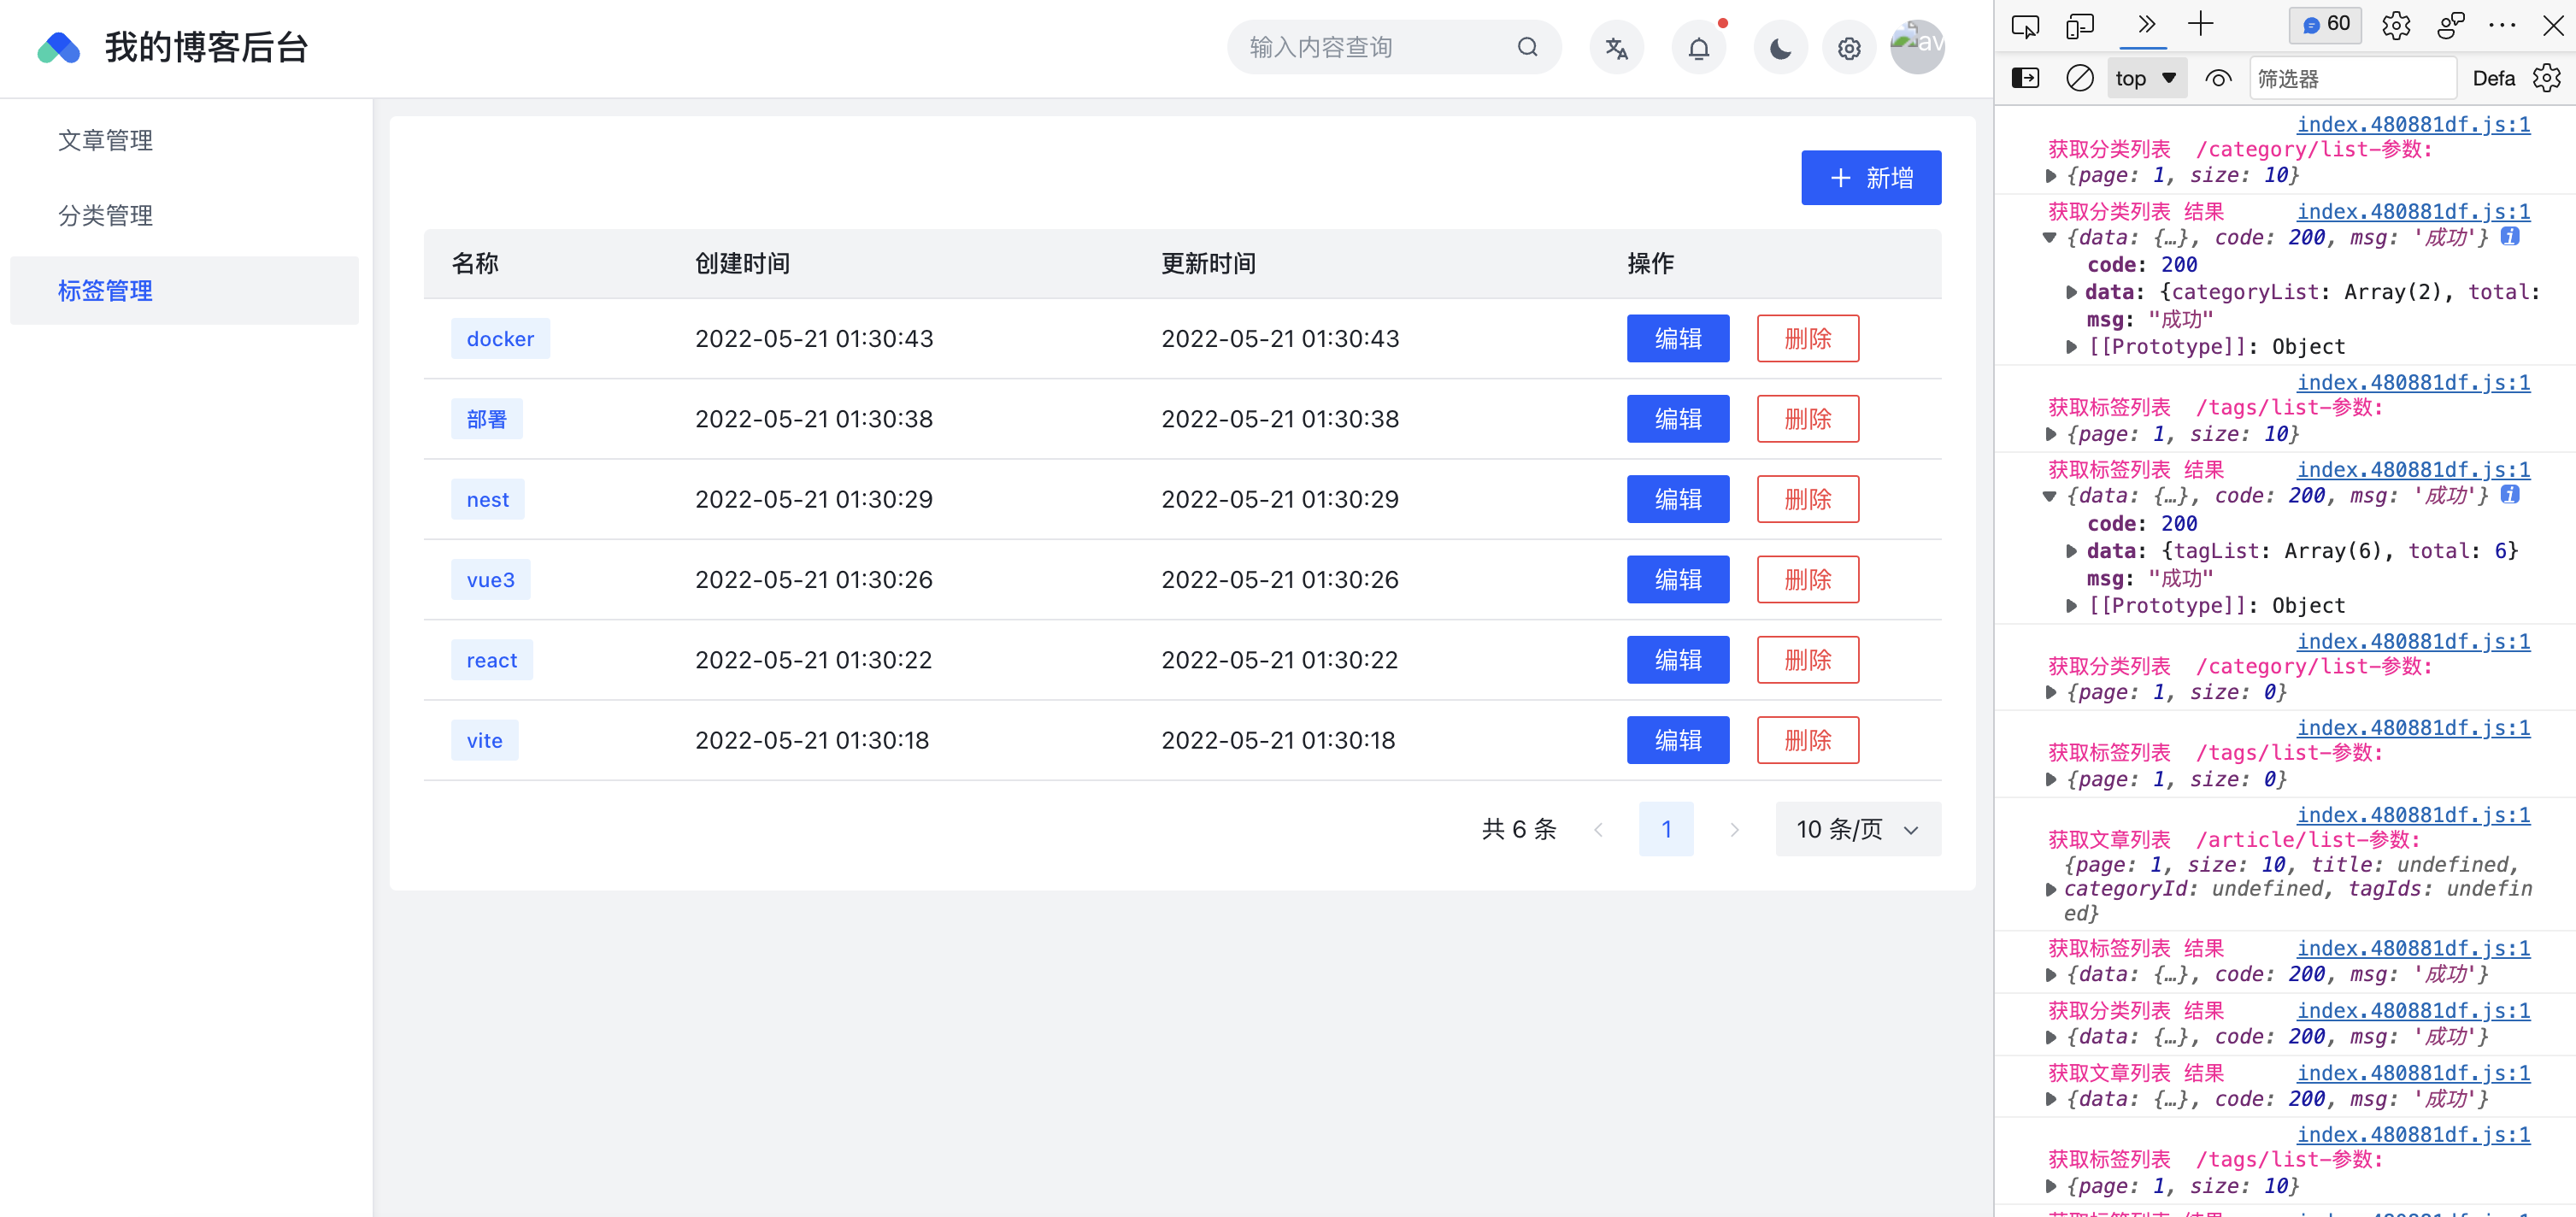 我的博客后台
输入内容查询
av
文章管理
分类管理
标签管理
新增
名称 创建时间 更新时间 操作
docker 2022-05-21 01:30:43 2022-05-21 01:30:43 编辑 删除
部署 2022-05-21 01:30:38 2022-05-21 01:30:38 编辑 删除
nest 2022-05-21 01:30:29 2022-05-21 01:30:29 编辑 删除
vue3 2022-05-21 01:30:26 2022-05-21 01:30:26 编辑 删除
react 2022-05-21 01:30:22 2022-05-21 01:30:22 编辑 删除
vite 2022-05-21 01:30:18 2022-05-21 01:30:18 编辑 删除
共 6 条 1 10 条/页
60
top 筛选器 Defa
index.480881df.js:1
获取分类列表 /category/list-参数:
{page: 1, size: 10}
获取分类列表 结果 index.480881df.js:1
{data: {…}, code: 200, msg: '成功'}
code: 200
data: {categoryList: Array(2), total:
msg: "成功"
[[Prototype]]: Object
index.480881df.js:1
获取标签列表 /tags/list-参数:
{page: 1, size: 10}
获取标签列表 结果 index.480881df.js:1
{data: {…}, code: 200, msg: '成功'}
code: 200
data: {tagList: Array(6), total: 6}
msg: "成功"
[[Prototype]]: Object
index.480881df.js:1
获取分类列表 /category/list-参数:
{page: 1, size: 0}
index.480881df.js:1
获取标签列表 /tags/list-参数:
{page: 1, size: 0}
index.480881df.js:1
获取文章列表 /article/list-参数:
{page: 1, size: 10, title: undefined,
categoryId: undefined, tagIds: undefin
ed}
获取标签列表 结果 index.480881df.js:1
{data: {…}, code: 200, msg: '成功'}
获取分类列表 结果 index.480881df.js:1
{data: {…}, code: 200, msg: '成功'}
获取文章列表 结果 index.480881df.js:1
{data: {…}, code: 200, msg: '成功'}
index.480881df.js:1
获取标签列表 /tags/list-参数:
{page: 1, size: 10}